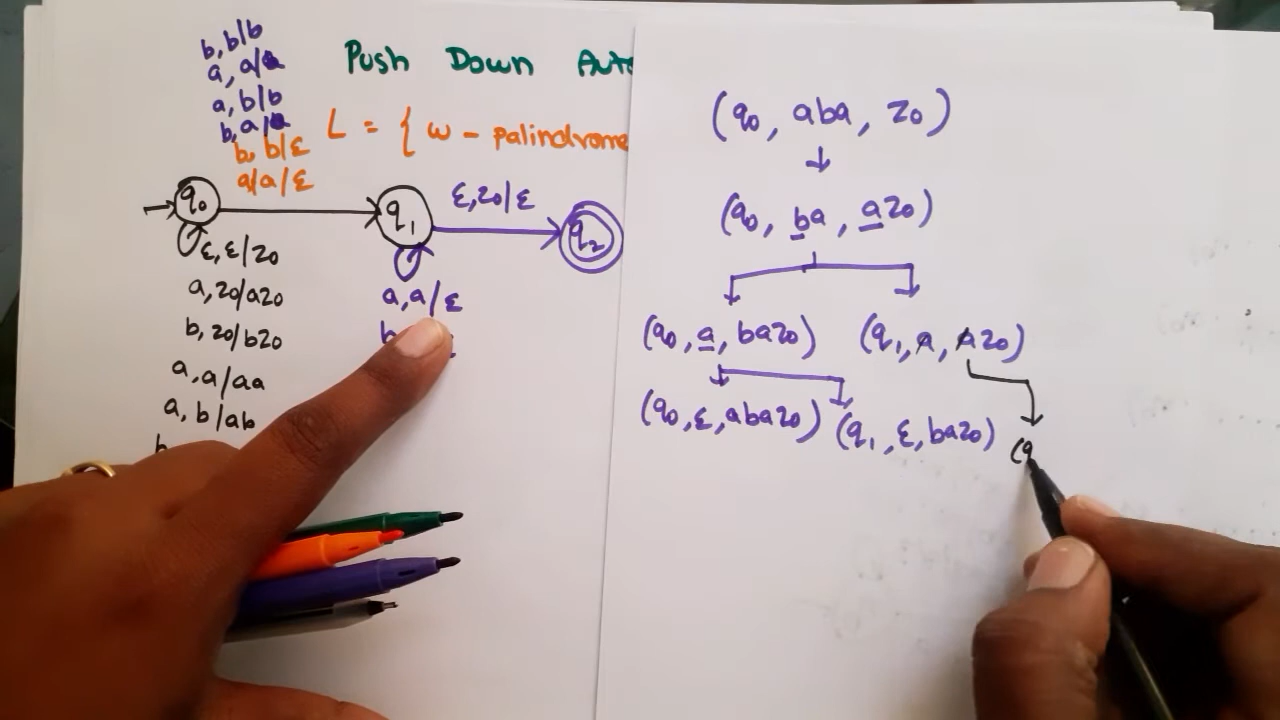 b, b/b
a, a/a
a, b/b
b, a/a
b, b/ε
a/a/ε
Push Down Auto
L = { ω - palindrome
q0
q1
ε, z0/ε
q2
ε, ε/z0
a, z0/az0
b, z0/bz0
a, a/aa
a, b/ab
b
a, a/ε
b
(q0, aba, z0)
(q0, ba, az0)
(q0, a, baz0) (q1, a, az0)
(q0, ε, abaz0) (q1, ε, baz0) (q